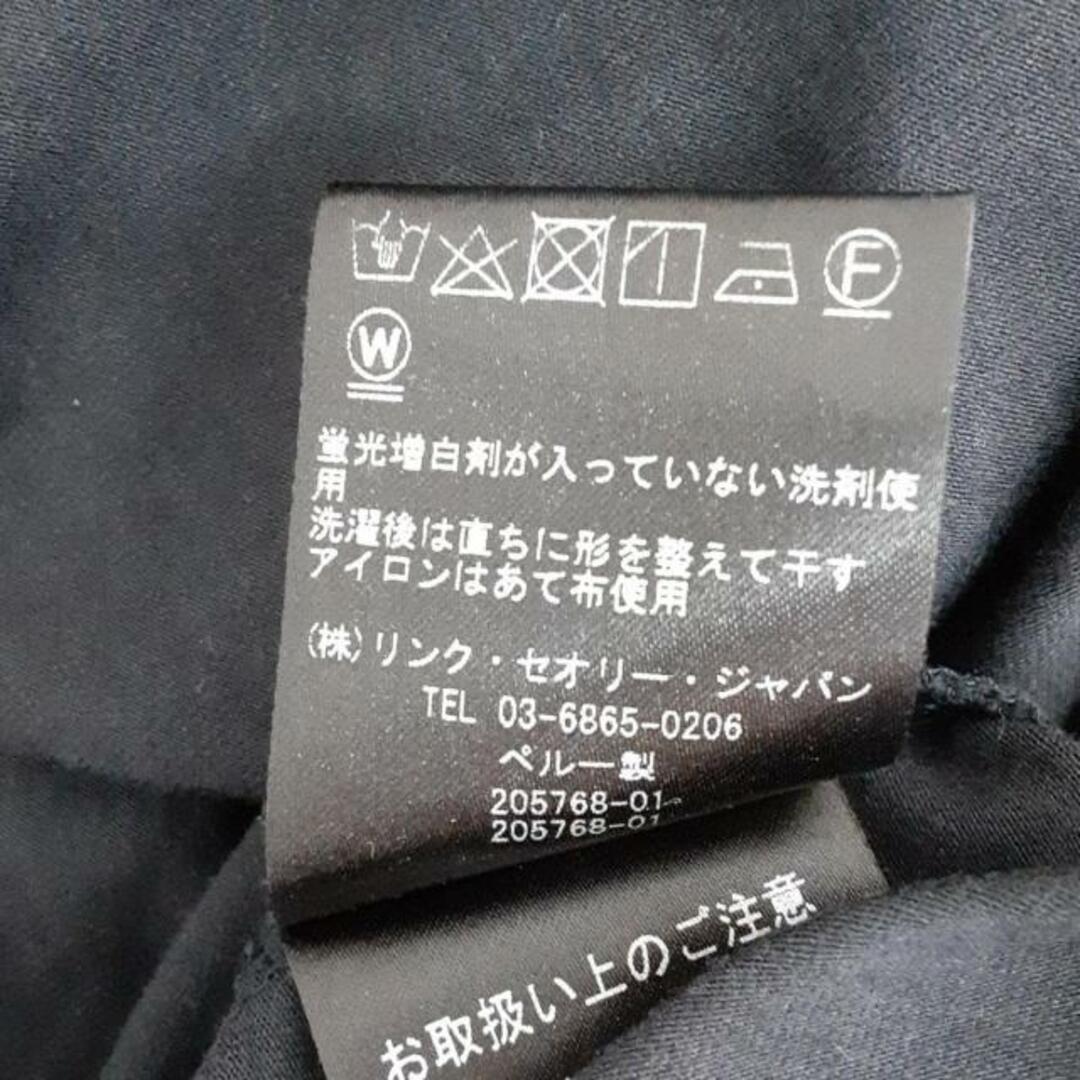 F
W
蛍光増白剤が入っていない洗剤使
用
洗濯後は直ちに形を整えて干す
アイロンはあて布使用
(株)リンク・セオリー・ジャパン
TEL 03-6865-0206
ペルー製
205768-01
205768-01
お取扱い上のご注意